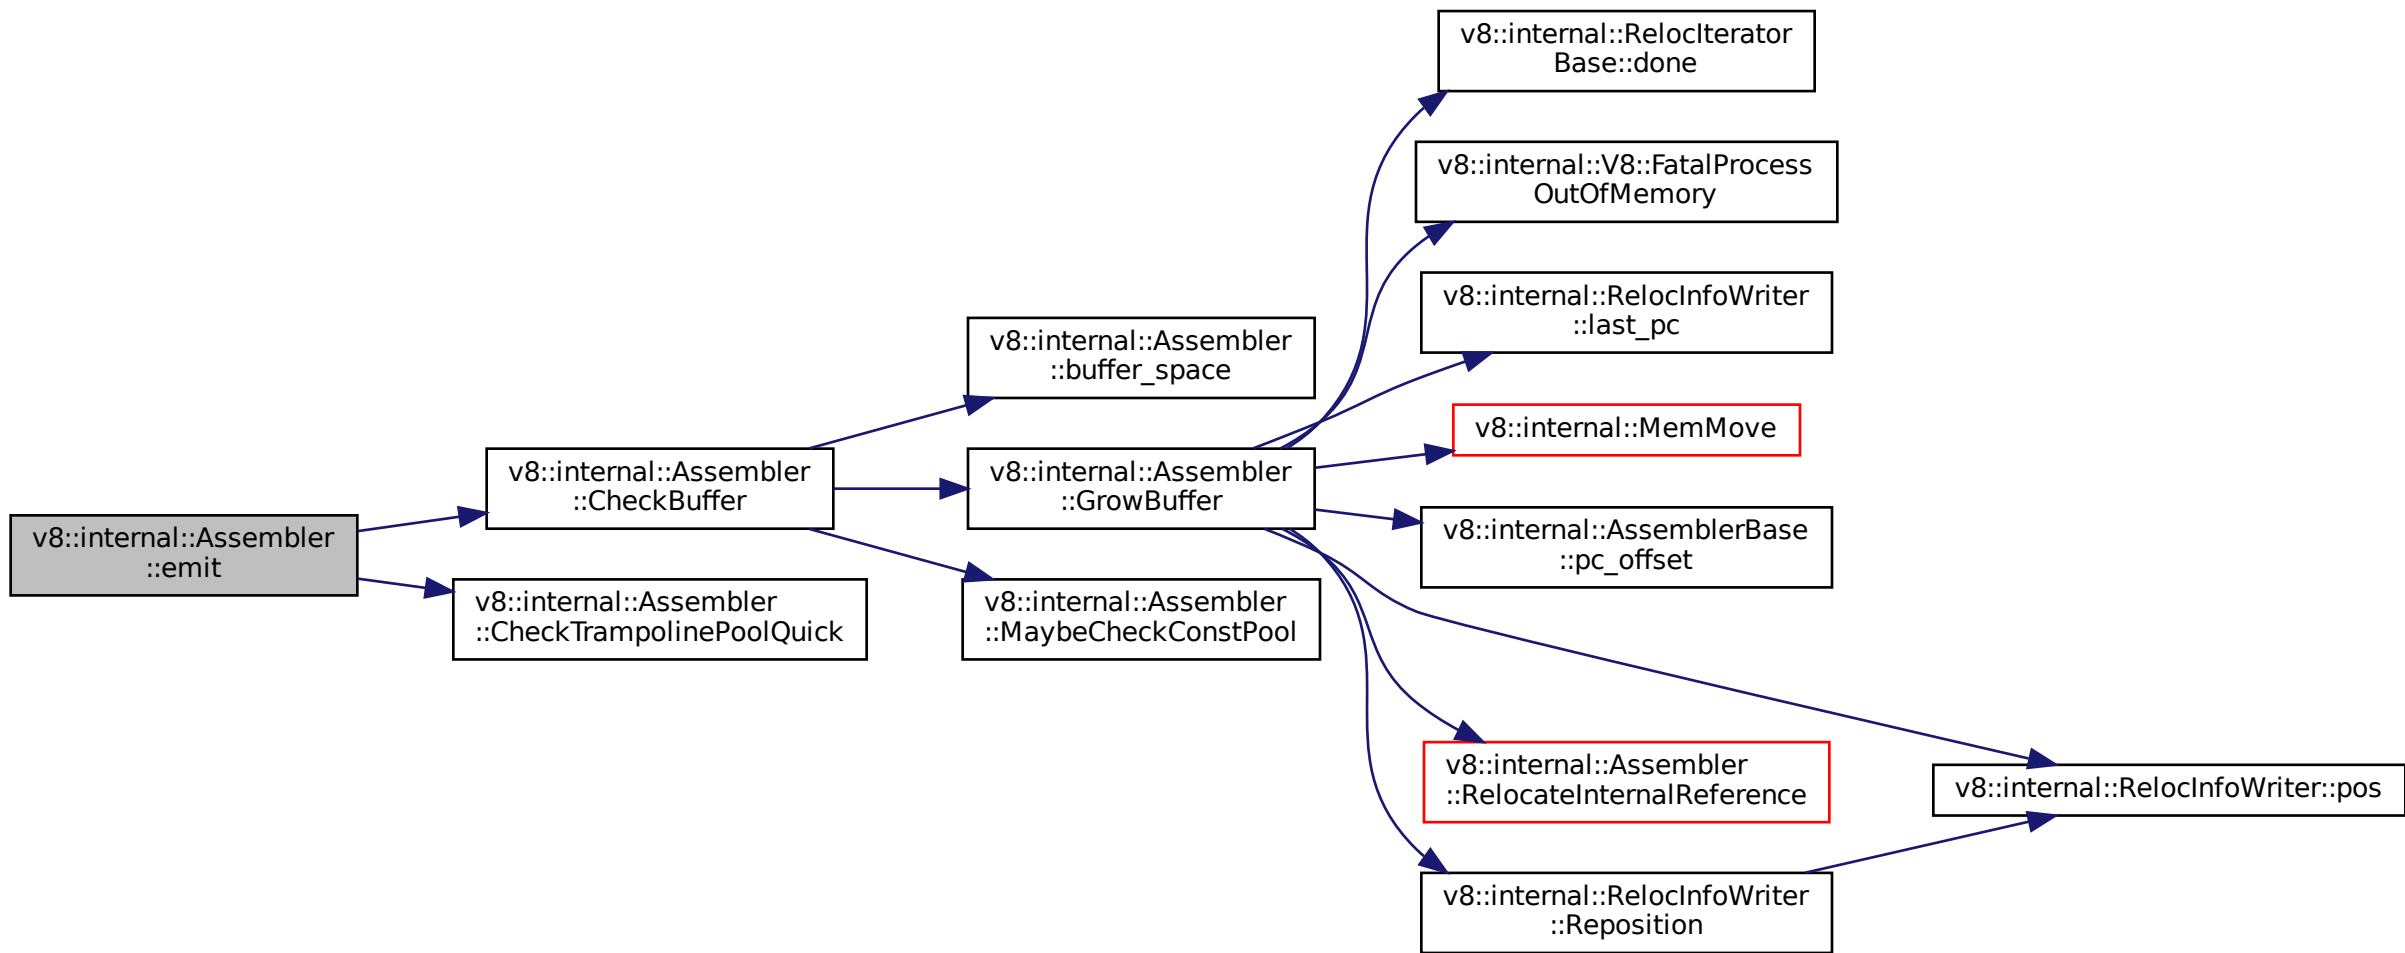 v8::internal::RelocIterator
Base::done
v8::internal::V8::FatalProcess
OutOfMemory
v8::internal::RelocInfoWriter
::last_pc
v8::internal::Assembler
::buffer_space
v8::internal::MemMove
v8::internal::Assembler
::CheckBuffer
v8::internal::Assembler
::GrowBuffer
v8::internal::AssemblerBase
::pc_offset
v8::internal::Assembler
::emit
v8::internal::Assembler
::CheckTrampolinePoolQuick
v8::internal::Assembler
::MaybeCheckConstPool
v8::internal::Assembler
::RelocateInternalReference
v8::internal::RelocInfoWriter::pos
v8::internal::RelocInfoWriter
::Reposition